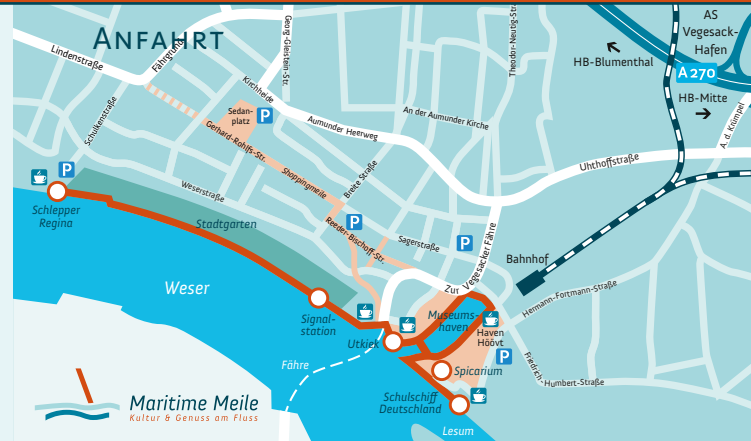 ANFAHRT
AS
Vegesack-
Hafen
A 270
HB-Blumenthal
HB-Mitte
Lindenstraße
Fährgrund
Georg-Gleistein-Str.
Theodor-Neutig-Stra
Kirchheide
Sedan-
platz
P
Aumunder Heerweg
An der Aumunder Kirche
A. d. Krümpel
Schulkenstraße
Gerhard-Rohlfs-Str.
Shoppingmeile
Breite Straße
Uhthoffstraße
P
Weserstraße
Schlepper
Regina
Stadtgarten
P
Reeder-Bischoff-Str.
Sagerstraße
P
Zur Vegesacker Fähre
Bahnhof
Weser
Hermann-Fortmann-Straße
Signal-
station
Museums-
haven
Utkiek
Haven
Höövt
P
Fähre
Spicarium
Friedrich-Humbert-Straße
Schulschiff
Deutschland
Lesum
Maritime Meile
Kultur & Genuss am Fluss